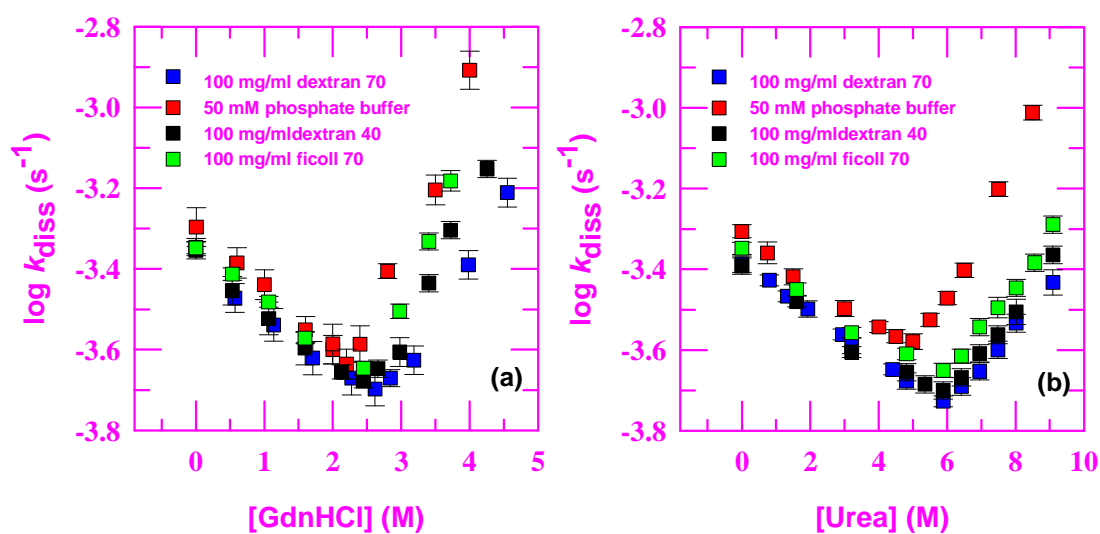 -2.8
-3.0
-3.2
-3.4
-3.6
-3.8
log k diss (s-1)
100 mg/ml dextran 70
50 mM phosphate buffer
100 mg/mldextran 40
100 mg/ml ficoll 70
(a)
0 1 2 3 4 5
[GdnHCl] (M)
-2.8
-3.0
-3.2
-3.4
-3.6
-3.8
log k diss (s-1)
100 mg/ml dextran 70
50 mM phosphate buffer
100 mg/mldextran 40
100 mg/ml ficoll 70
(b)
0 2 4 6 8 10
[Urea] (M)